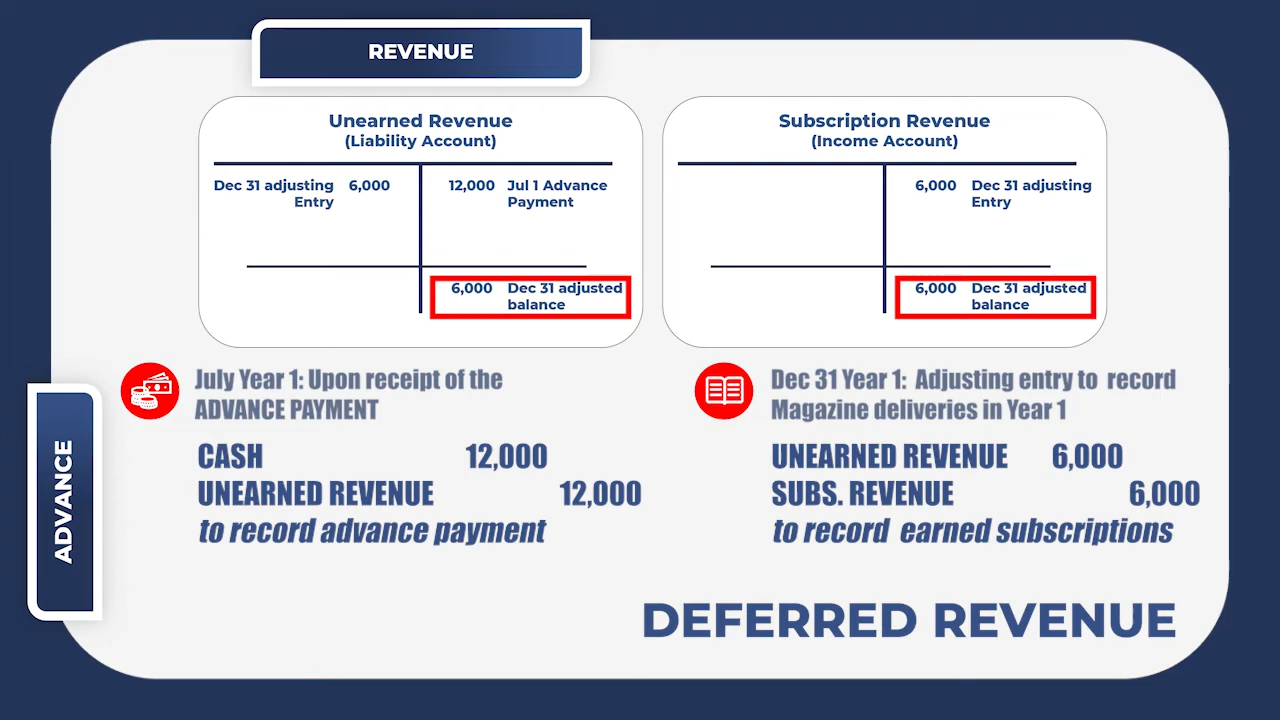 REVENUE
Unearned Revenue
(Liability Account)
Dec 31 adjusting 6,000
Entry
12,000 Jul 1 Advance
Payment
6,000 Dec 31 adjusted
balance
Subscription Revenue
(Income Account)
6,000 Dec 31 adjusting
Entry
6,000 Dec 31 adjusted
balance
ADVANCE
July Year 1: Upon receipt of the
ADVANCE PAYMENT
CASH 12,000
UNEARNED REVENUE 12,000
to record advance payment
Dec 31 Year 1: Adjusting entry to record
Magazine deliveries in Year 1
UNEARNED REVENUE 6,000
SUBS. REVENUE 6,000
to record earned subscriptions
DEFERRED REVENUE